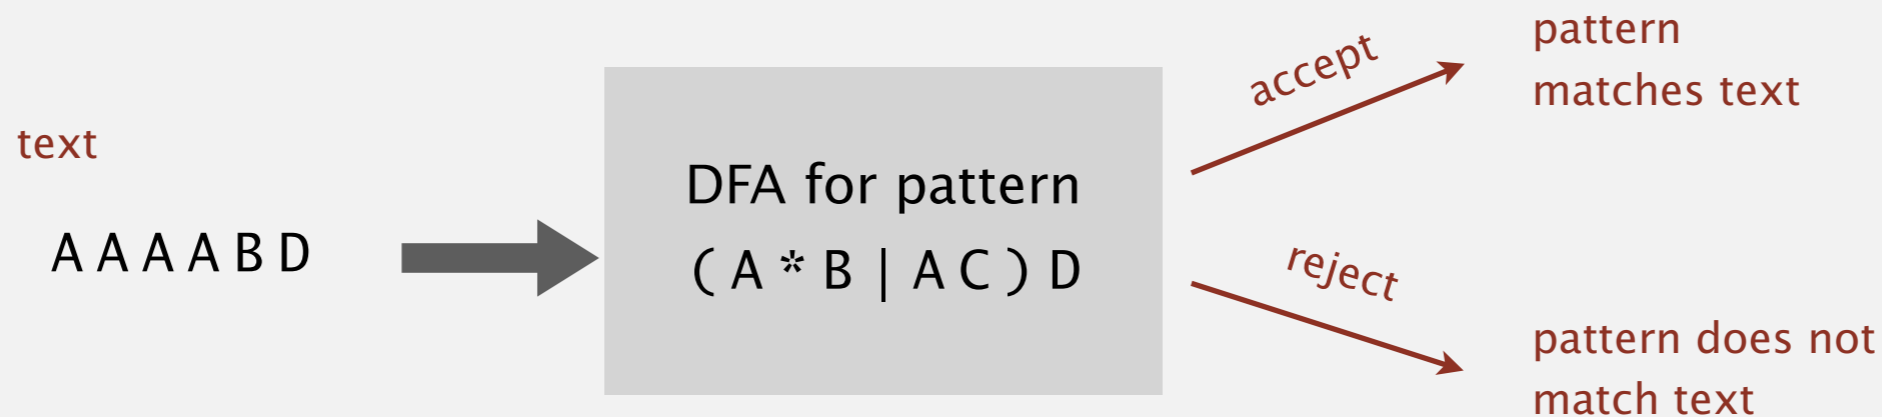 text
A A A A B D
DFA for pattern
( A * B | A C ) D
accept
pattern
matches text
reject
pattern does not
match text